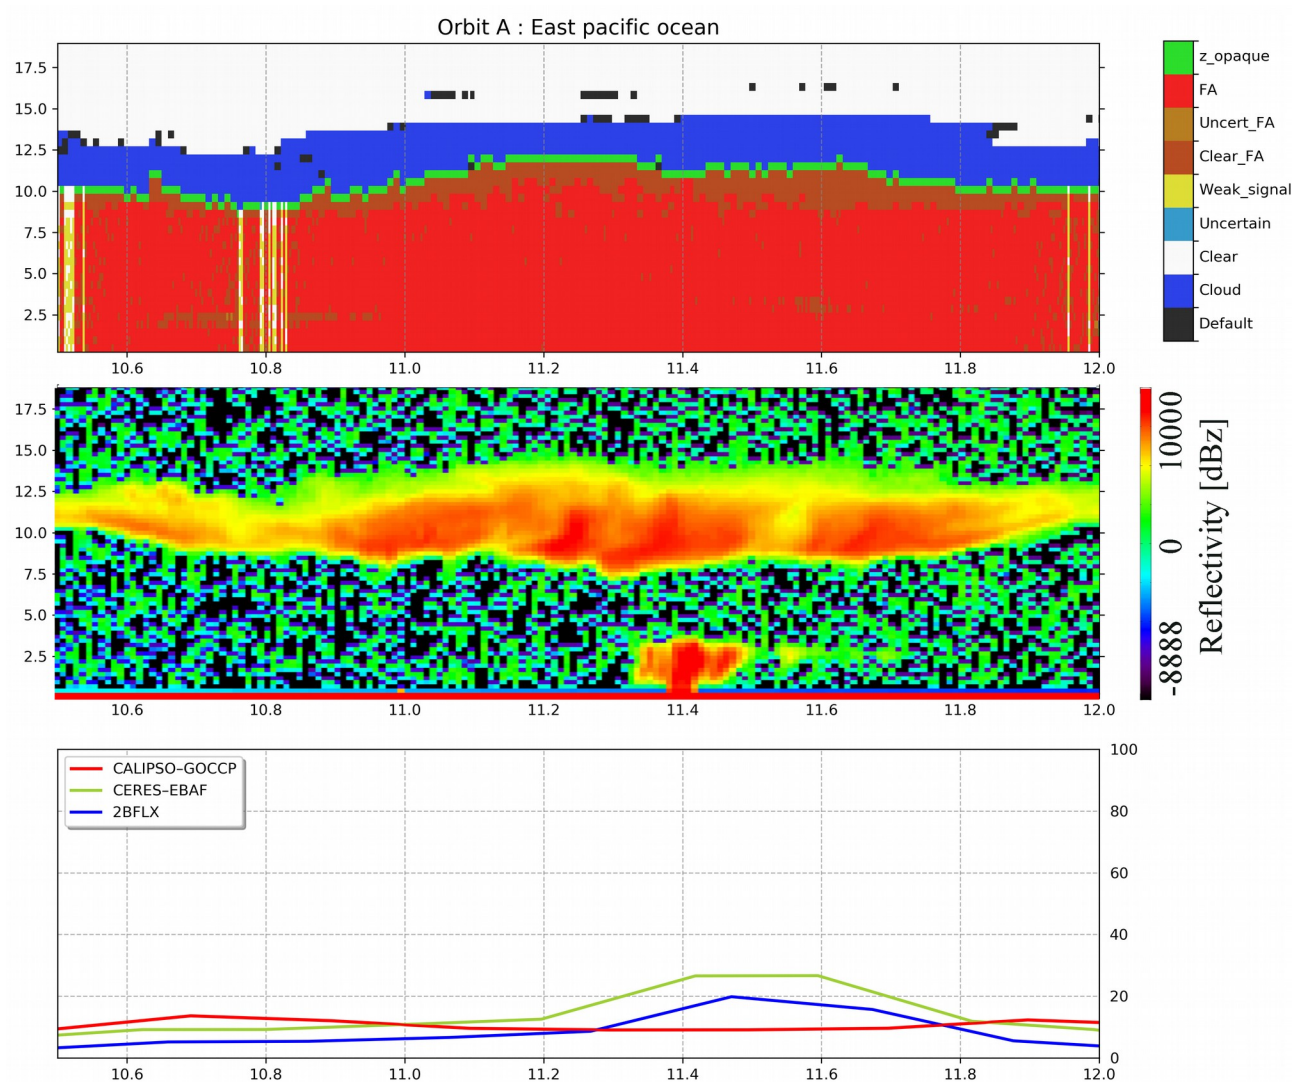 Orbit A : East pacific ocean
17.5
15.0
12.5
10.0
7.5
5.0
2.5
10.6 10.8 11.0 11.2 11.4 11.6 11.8 12.0
z_opaque
FA
Uncert_FA
Clear_FA
Weak_signal
Uncertain
Clear
Cloud
Default
17.5
15.0
12.5
10.0
7.5
5.0
2.5
10.6 10.8 11.0 11.2 11.4 11.6 11.8 12.0
10000
0
-8888
Reflectivity [dBz]
CALIPSO–GOCCP
CERES–EBAF
2BFLX
100
80
60
40
20
0
10.6 10.8 11.0 11.2 11.4 11.6 11.8 12.0